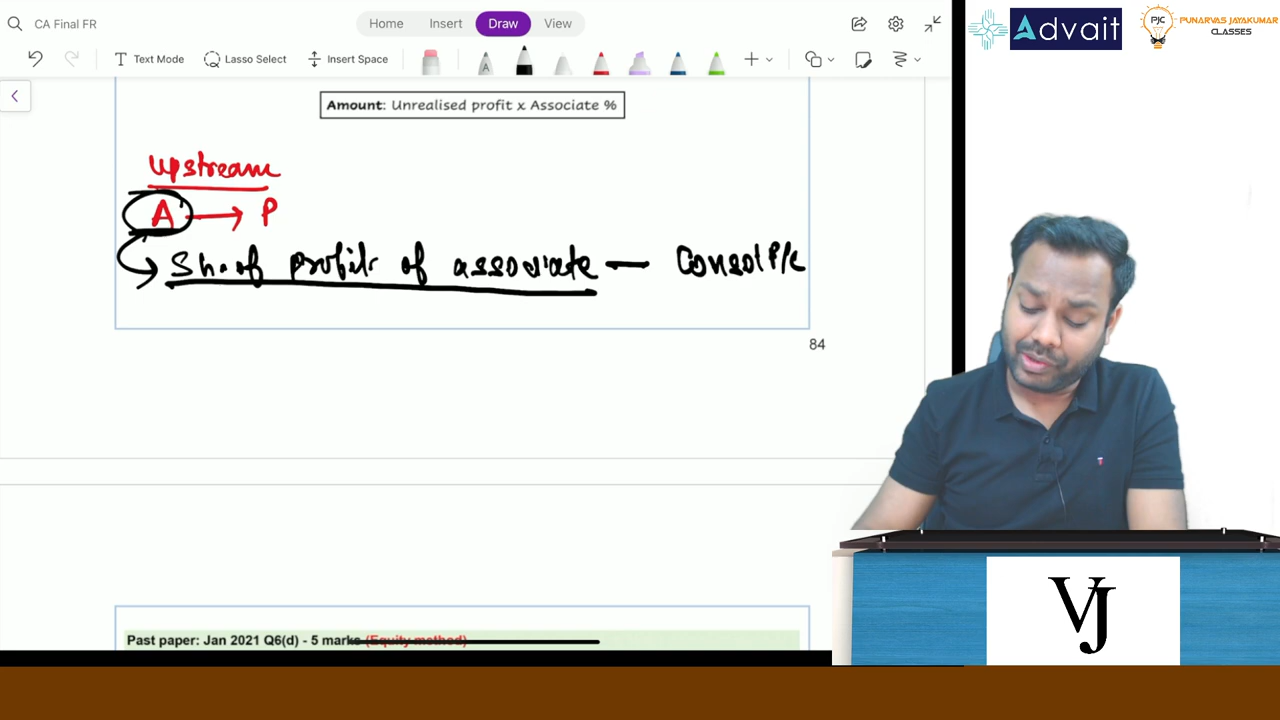 CA Final FR
Home Insert Draw View
Advait
PJC
PUNARVAS JAYAKUMAR
CLASSES
Text Mode Lasso Select Insert Space
Amount: Unrealised profit x Associate %
upstream
A → P
Sh. of profit of associate — Consol P/L
84
Past paper: Jan 2021 Q6(d) - 5 marks (Equity method)
VJ